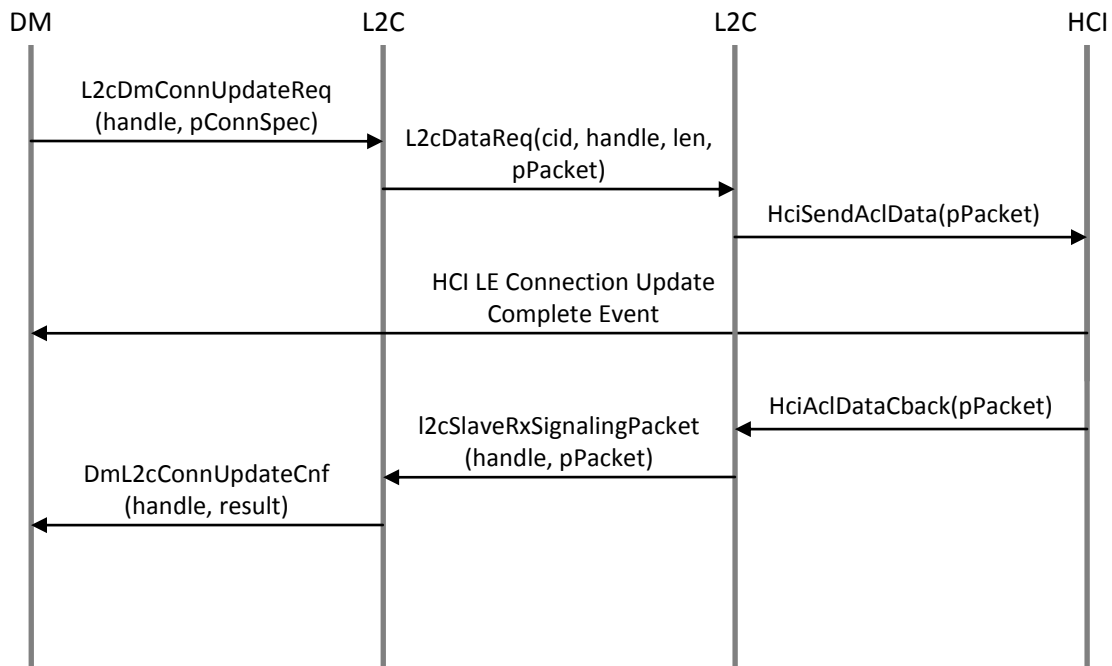 DM
L2C
L2C
HCI
L2cDmConnUpdateReq
(handle, pConnSpec)
L2cDataReq(cid, handle, len,
pPacket)
HciSendAclData(pPacket)
HCI LE Connection Update
Complete Event
HciAclDataCback(pPacket)
l2cSlaveRxSignalingPacket
(handle, pPacket)
DmL2cConnUpdateCnf
(handle, result)